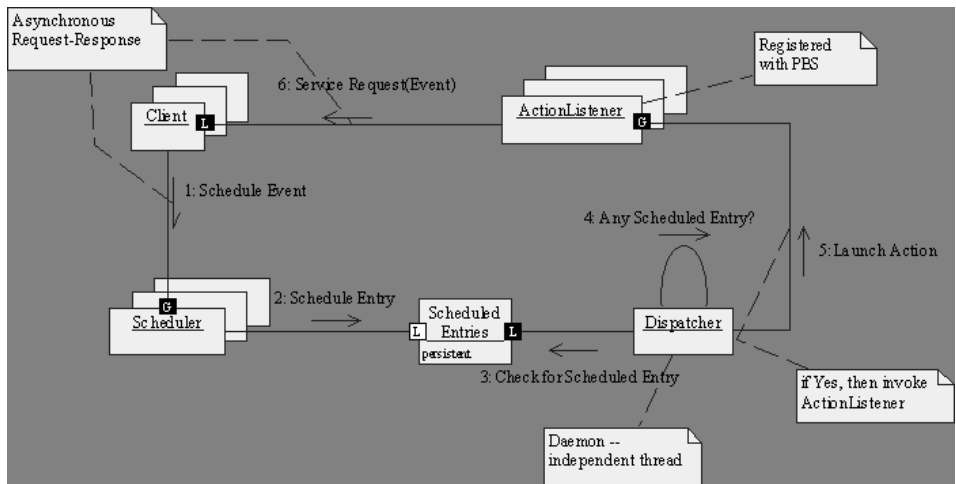 Asynchronous
Request-Response
Registered
with PBS
6: Service Request(Event)
Client
L
ActionListener
G
1: Schedule Event
4: Any Scheduled Entry?
5: Launch Action
G
Scheduler
2: Schedule Entry
L
Scheduled
Entries
persistent
L
Dispatcher
3: Check for Scheduled Entry
if Yes, then invoke
ActionListener
Daemon --
independent thread